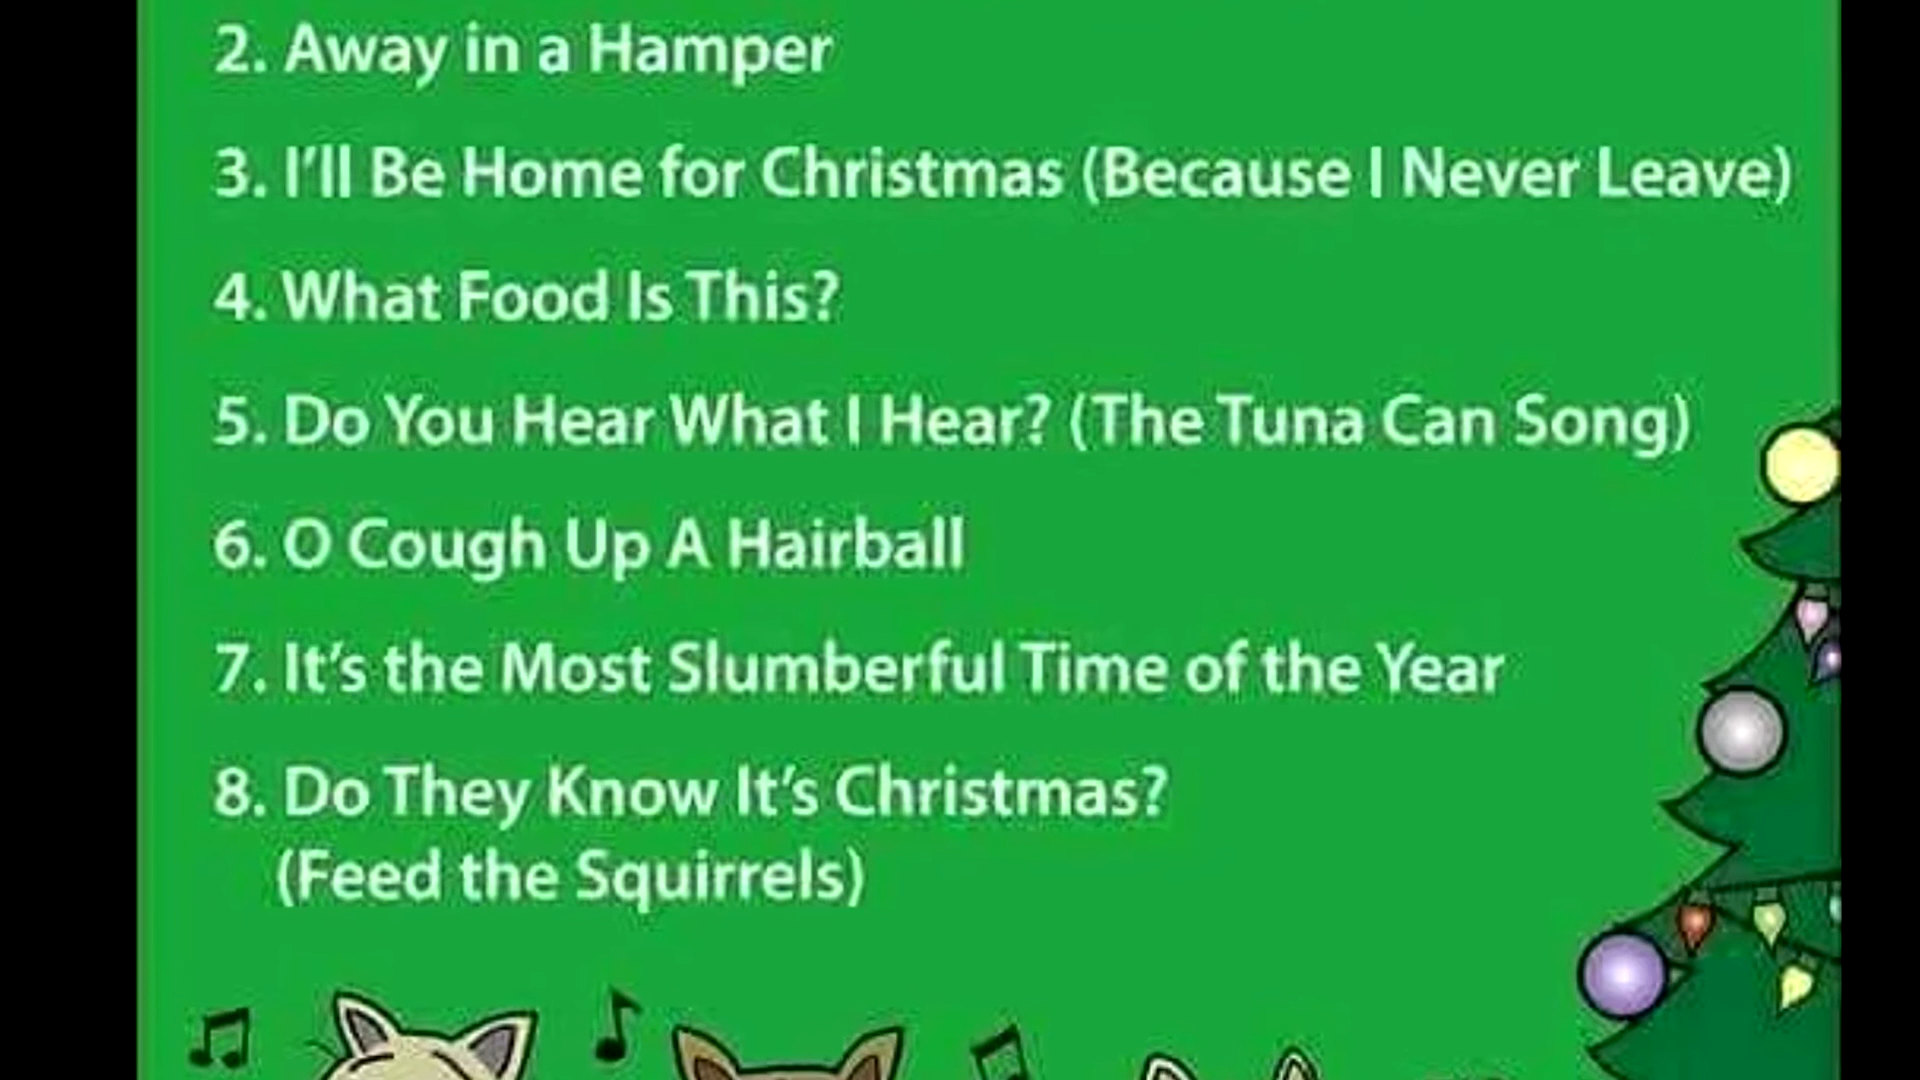 2. Away in a Hamper
3. I'll Be Home for Christmas (Because I Never Leave)
4. What Food Is This?
5. Do You Hear What I Hear? (The Tuna Can Song)
6. O Cough Up A Hairball
7. It's the Most Slumberful Time of the Year
8. Do They Know It's Christmas?
(Feed the Squirrels)